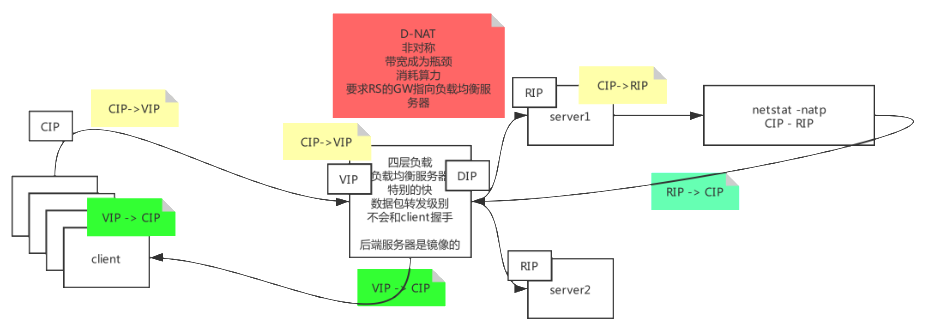 D-NAT
非对称
带宽成为瓶颈
消耗算力
要求RS的GW指向负载均衡服
务器
CIP->VIP
CIP
VIP -> CIP
client
CIP->VIP
VIP
DIP
四层负载
负载均衡服务器
特别的快
数据包转发级别
不会和client握手
后端服务器是镜像的
VIP -> CIP
RIP
CIP->RIP
server1
netstat -natp
CIP - RIP
RIP -> CIP
RIP
server2